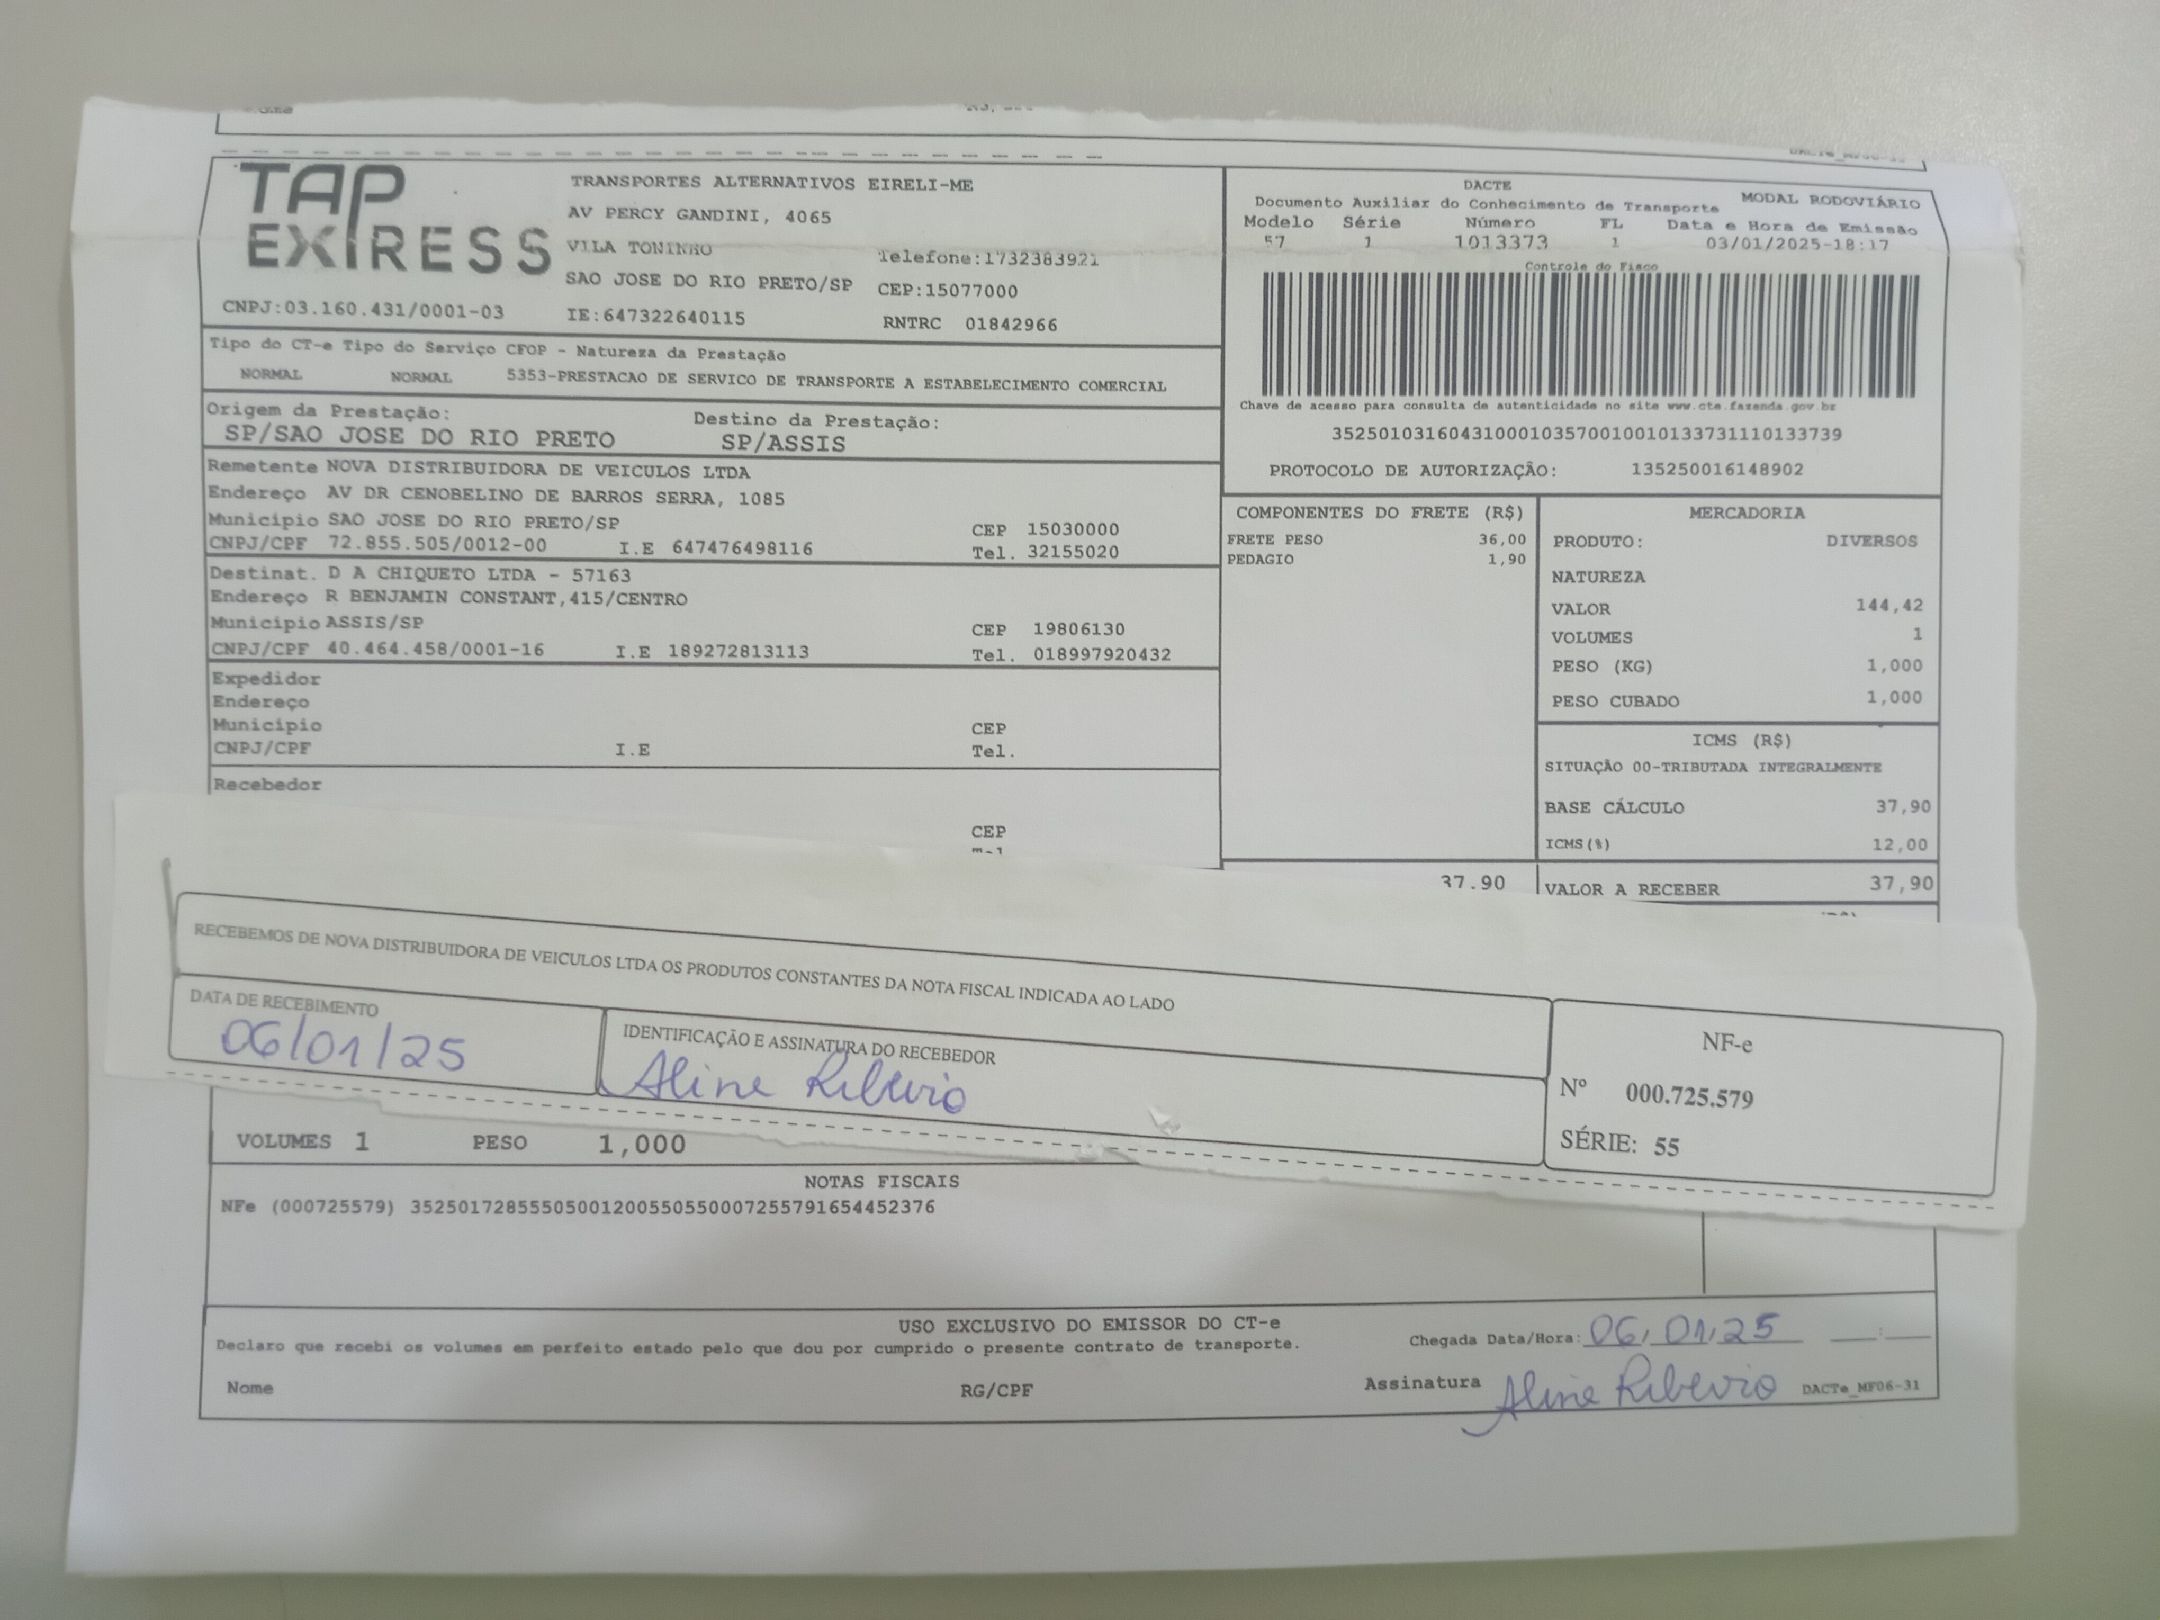 TAP
EXPRESS
TRANSPORTES ALTERNATIVOS EIRELI-ME
AV PERCY GANDINI, 4065
VILA TONINHO
Telefone:1732383921
SAO JOSE DO RIO PRETO/SP CEP:15077000
CNPJ:03.160.431/0001-03 IE:647322640115 RNTRC 01842966
DACTE
Documento Auxiliar do Conhecimento de Transporte MODAL RODOVIÁRIO
Modelo Série Número FL Data e Hora de Emissão
57 1 1013373 1 03/01/2025-18:17
Controle do Fisco
Chave de acesso para consulta de autenticidade no site www.cte.fazenda.gov.br
35250103160431000103570010010133731110133739
PROTOCOLO DE AUTORIZAÇÃO: 135250016148902
Tipo do CT-e Tipo do Serviço CFOP - Natureza da Prestação
NORMAL NORMAL 5353-PRESTACAO DE SERVICO DE TRANSPORTE A ESTABELECIMENTO COMERCIAL
Origem da Prestação: Destino da Prestação:
SP/SAO JOSE DO RIO PRETO SP/ASSIS
Remetente NOVA DISTRIBUIDORA DE VEICULOS LTDA
Endereço AV DR CENOBELINO DE BARROS SERRA, 1085
Município SAO JOSE DO RIO PRETO/SP CEP 15030000
CNPJ/CPF 72.855.505/0012-00 I.E 647476498116 Tel. 32155020
Destinat. D A CHIQUETO LTDA - 57163
Endereço R BENJAMIN CONSTANT,415/CENTRO
Município ASSIS/SP CEP 19806130
CNPJ/CPF 40.464.458/0001-16 I.E 189272813113 Tel. 018997920432
Expedidor
Endereço
Município CEP
CNPJ/CPF I.E Tel.
Recebedor
CEP
COMPONENTES DO FRETE (R$)
FRETE PESO 36,00
PEDAGIO 1,90
37.90
MERCADORIA
PRODUTO: DIVERSOS
NATUREZA
VALOR 144,42
VOLUMES 1
PESO (KG) 1,000
PESO CUBADO 1,000
ICMS (R$)
SITUAÇÃO 00-TRIBUTADA INTEGRALMENTE
BASE CÁLCULO 37,90
ICMS(%) 12,00
VALOR A RECEBER 37,90
RECEBEMOS DE NOVA DISTRIBUIDORA DE VEICULOS LTDA OS PRODUTOS CONSTANTES DA NOTA FISCAL INDICADA AO LADO
DATA DE RECEBIMENTO
06/01/25
IDENTIFICAÇÃO E ASSINATURA DO RECEBEDOR
Aline Ribeiro
NF-e
Nº 000.725.579
SÉRIE: 55
VOLUMES 1 PESO 1,000
NOTAS FISCAIS
NFe (000725579) 35250172855505001200550550007255791654452376
USO EXCLUSIVO DO EMISSOR DO CT-e
Declaro que recebi os volumes em perfeito estado pelo que dou por cumprido o presente contrato de transporte.
Chegada Data/Hora: 06/01/25 __:__
Nome RG/CPF Assinatura Aline Ribeiro DACTe_MF06-31